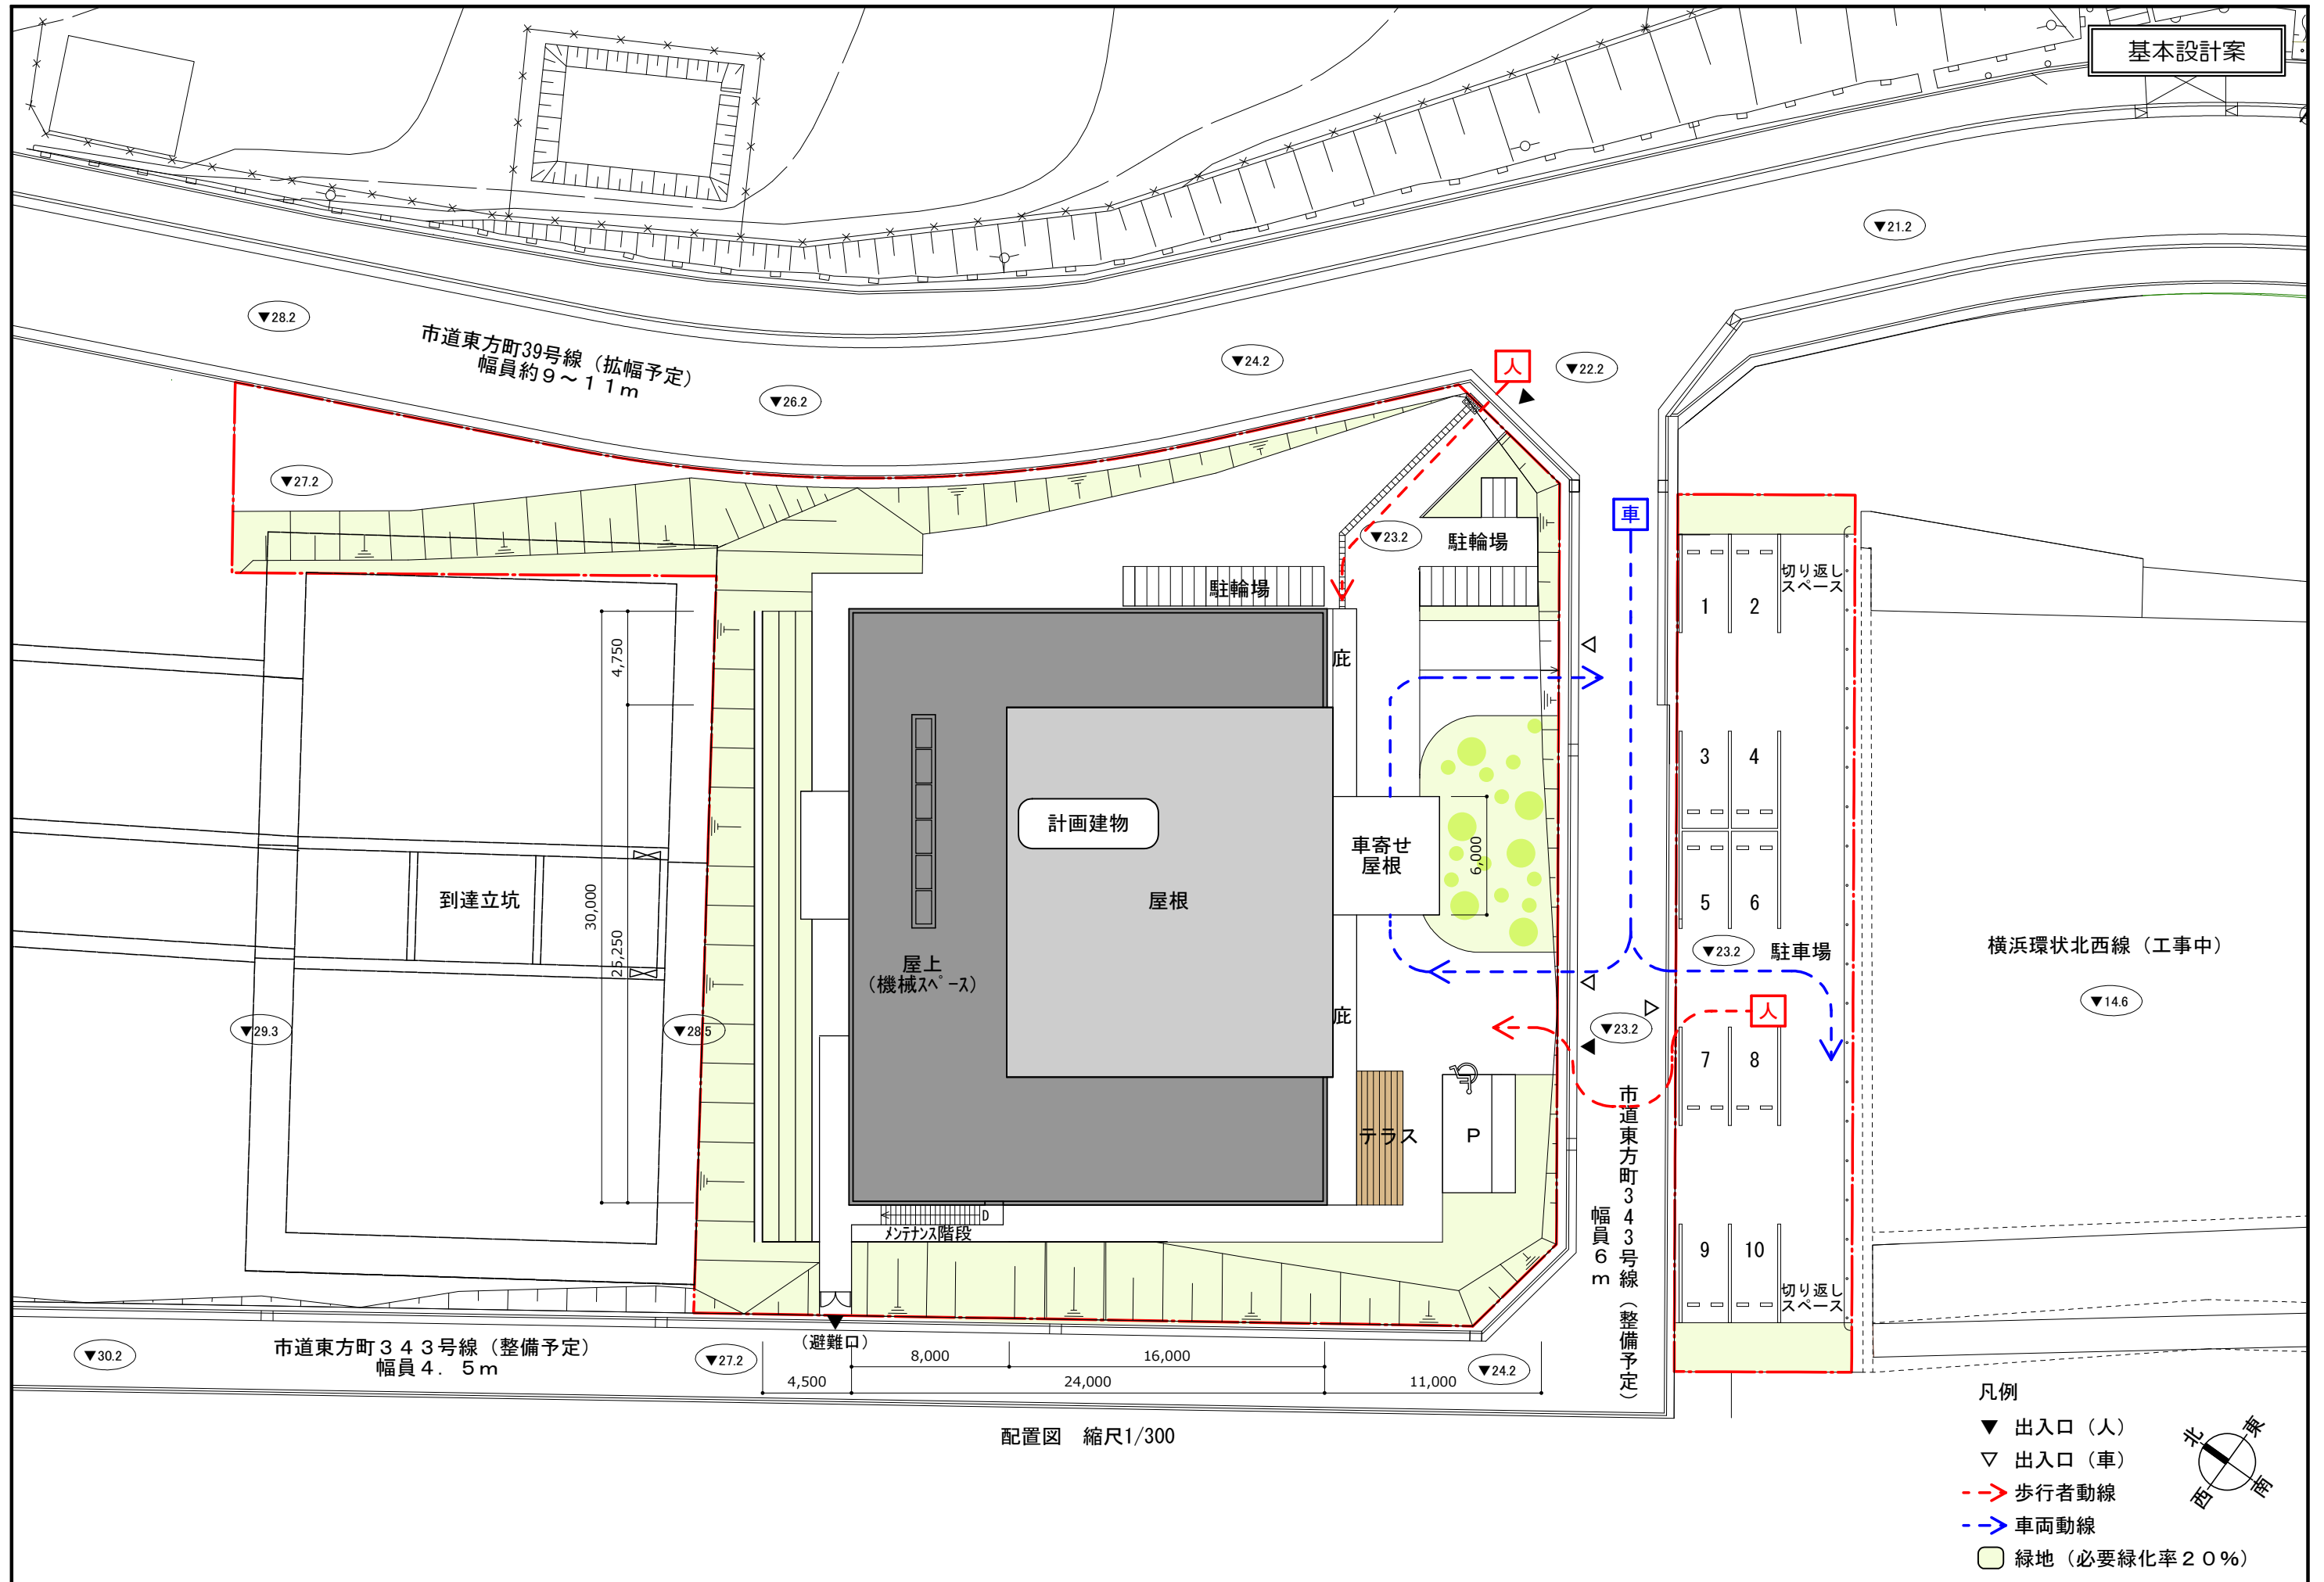 基本設計案
▼21.2
▼28.2
市道東方町39号線（拡幅予定）
幅員約９～１１ｍ
▼24.2
人
▼22.2
▼26.2
▼27.2
車
▼23.2
駐輪場
駐輪場
切り返し
スペース
1
2
4,750
庇
3
4
計画建物
車寄せ
屋根
6,000
到達立坑
30,000
25,250
屋根
5
6
屋上
（機械ｽﾍﾟｰｽ）
▼23.2
駐車場
横浜環状北西線（工事中）
▼14.6
▼29.3
▼28.5
庇
▼23.2
人
7
8
テラス
P
市道東方町３４３号線（整備予定）
幅員６ｍ
D
ﾒﾝﾃﾅﾝｽ階段
9
10
切り返し
スペース
▼30.2
市道東方町３４３号線（整備予定）
幅員４．５ｍ
▼27.2
（避難口）
8,000
16,000
▼24.2
4,500
24,000
11,000
配置図　縮尺1/300
凡例
▼ 出入口（人）
▽ 出入口（車）
歩行者動線
車両動線
緑地（必要緑化率２０％）
北
東
西
南